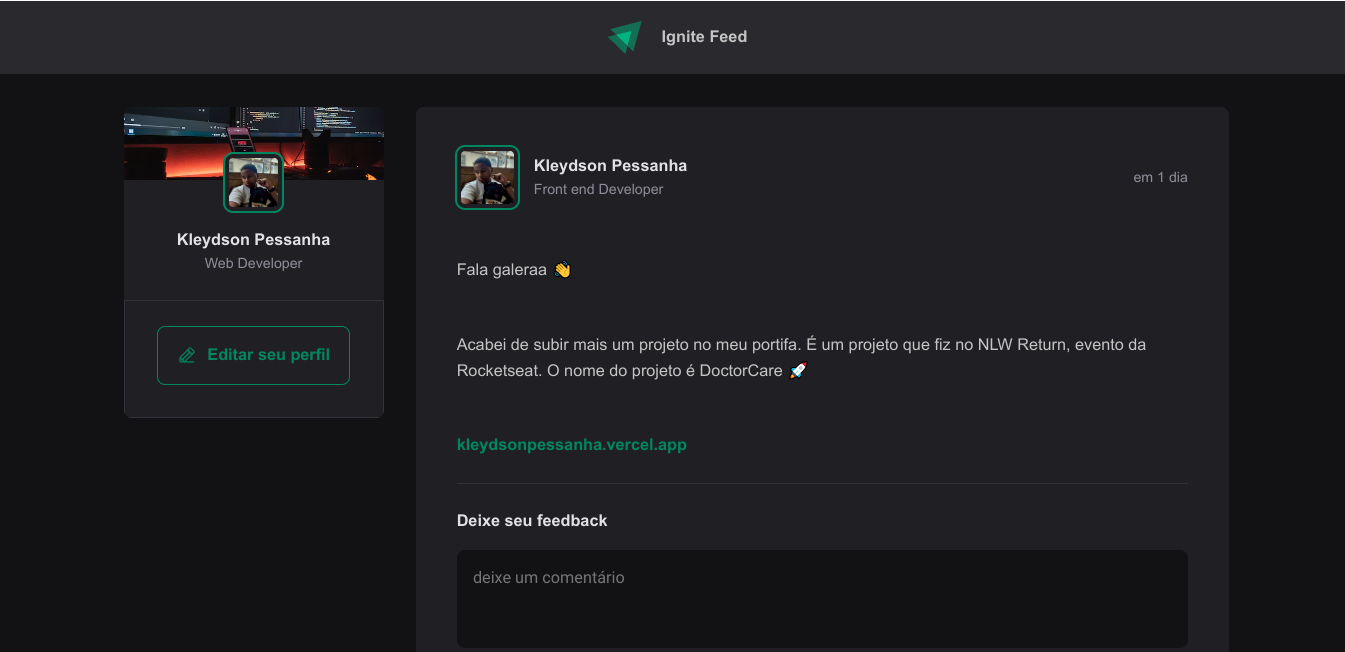 Ignite Feed
Kleydson Pessanha
Web Developer
Editar seu perfil
Kleydson Pessanha
Front end Developer
em 1 dia
Fala galeraa 👋
Acabei de subir mais um projeto no meu portifa. É um projeto que fiz no NLW Return, evento da
Rocketseat. O nome do projeto é DoctorCare 🚀
kleydsonpessanha.vercel.app
Deixe seu feedback
deixe um comentário